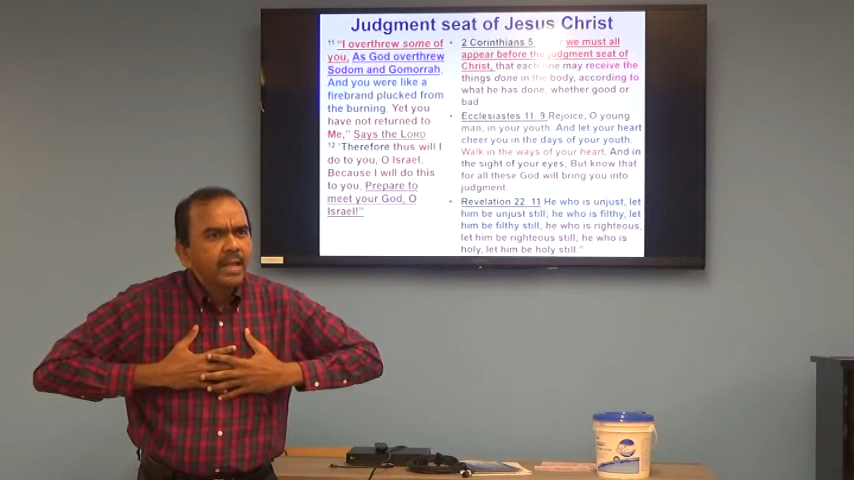 Judgment seat of Jesus Christ
11 "I overthrew some of
you, As God overthrew
Sodom and Gomorrah,
And you were like a
firebrand plucked from
the burning. Yet you
have not returned to
Me," Says the LORD
12 "Therefore thus will I
do to you, O Israel.
Because I will do this
to you. Prepare to
meet your God, O
Israel!"
• 2 Corinthians 5 we must all
appear before the judgment seat of
Christ, that each one may receive the
things done in the body, according to
what he has done, whether good or
bad
• Ecclesiastes 11. 9 Rejoice, O young
man, in your youth And let your heart
cheer you in the days of your youth.
Walk in the ways of your heart, And in
the sight of your eyes; But know that
for all these God will bring you into
judgment
• Revelation 22 11 He who is unjust, let
him be unjust still; he who is filthy, let
him be filthy still, he who is righteous,
let him be righteous still, he who is
holy, let him be holy still."